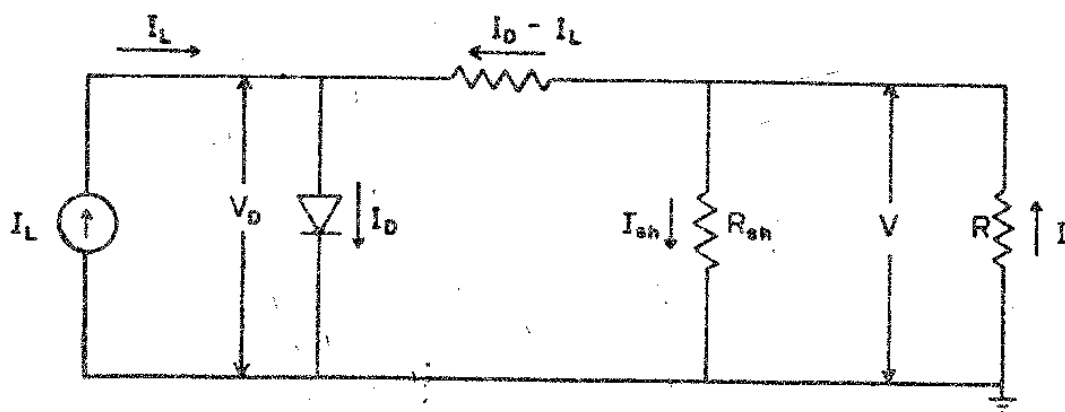 I_L
I_D - I_L
I_L
V_D
I_D
I_sh
R_sh
V
R
I